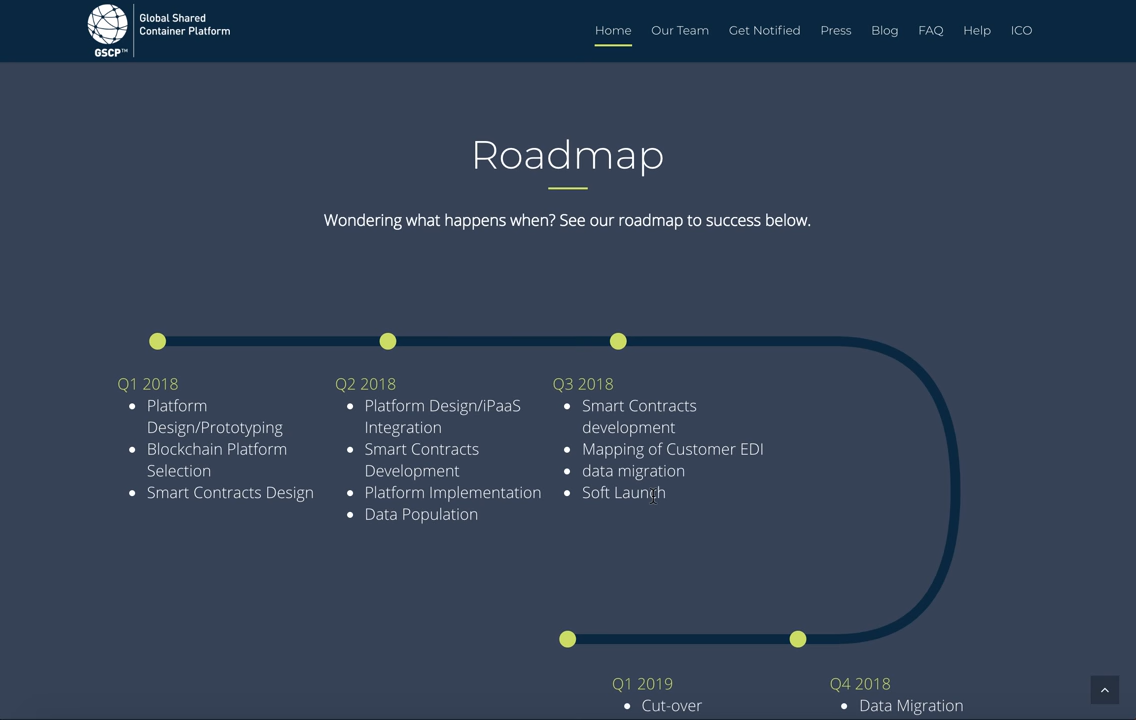 Global Shared
Container Platform
GSCP™
Home Our Team Get Notified Press Blog FAQ Help ICO
Roadmap
Wondering what happens when? See our roadmap to success below.
Q1 2018
Platform
Design/Prototyping
Blockchain Platform
Selection
Smart Contracts Design
Q2 2018
Platform Design/iPaaS
Integration
Smart Contracts
Development
Platform Implementation
Data Population
Q3 2018
Smart Contracts
development
Mapping of Customer EDI
data migration
Soft Launch
Q1 2019
Cut-over
Q4 2018
Data Migration